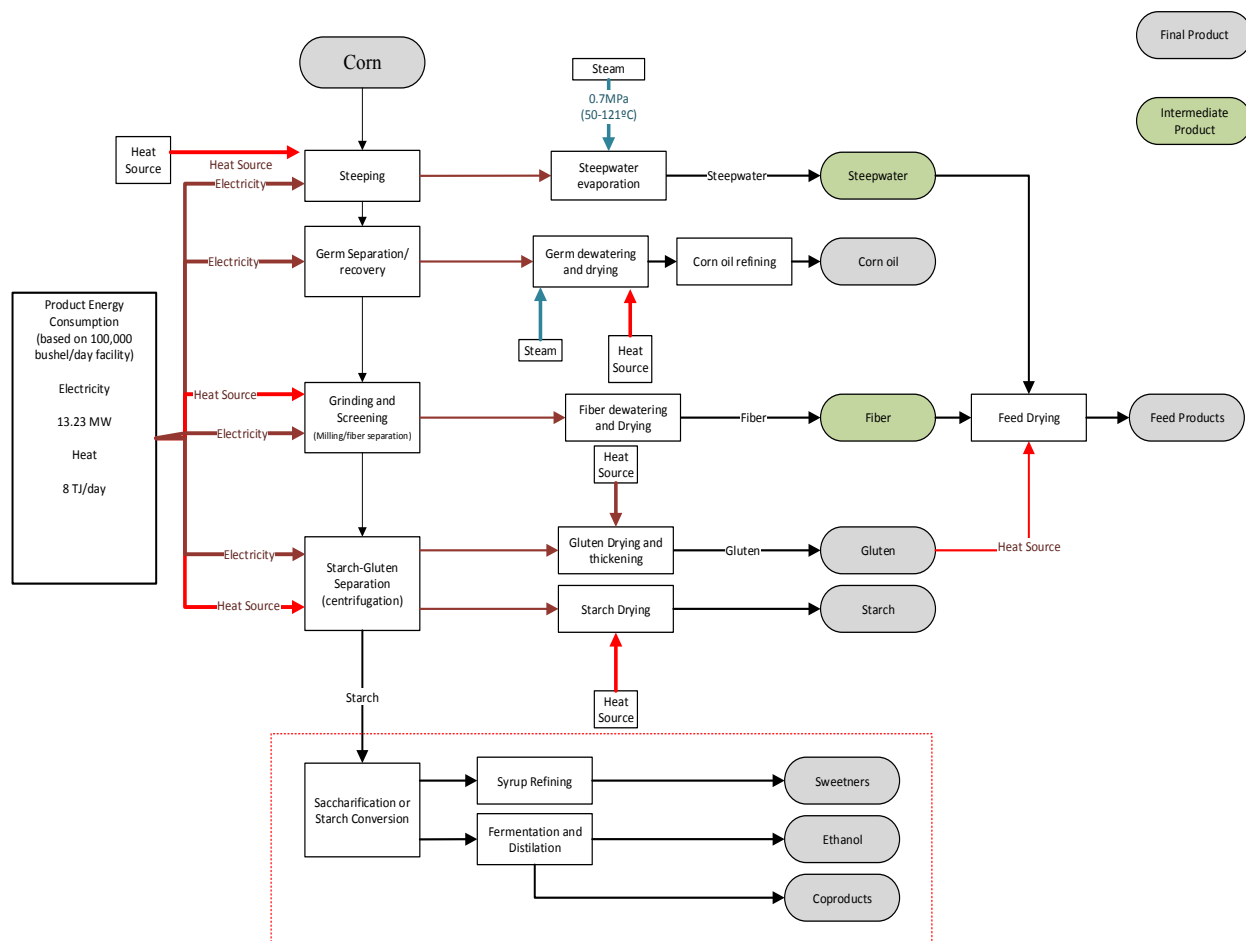 Final Product
Corn
Steam
0.7MPa
(50-121ºC)
Intermediate
Product
Heat
Source
Heat Source
Steeping
Steepwater
evaporation
Steepwater
Steepwater
Electricity
Electricity
Germ Separation/
recovery
Germ dewatering
and drying
Corn oil refining
Corn oil
Product Energy
Consumption
(based on 100,000
bushel/day facility)
Electricity
13.23 MW
Heat
8 TJ/day
Steam
Heat
Source
Heat Source
Grinding and
Screening
(Milling/fiber separation)
Electricity
Fiber dewatering
and Drying
Fiber
Fiber
Feed Drying
Feed Products
Heat
Source
Electricity
Starch-Gluten
Separation
(centrifugation)
Gluten Drying and
thickening
Gluten
Gluten
Heat Source
Heat Source
Starch Drying
Starch
Heat
Source
Starch
Saccharification or
Starch Conversion
Syrup Refining
Sweetners
Fermentation and
Distilation
Ethanol
Coproducts